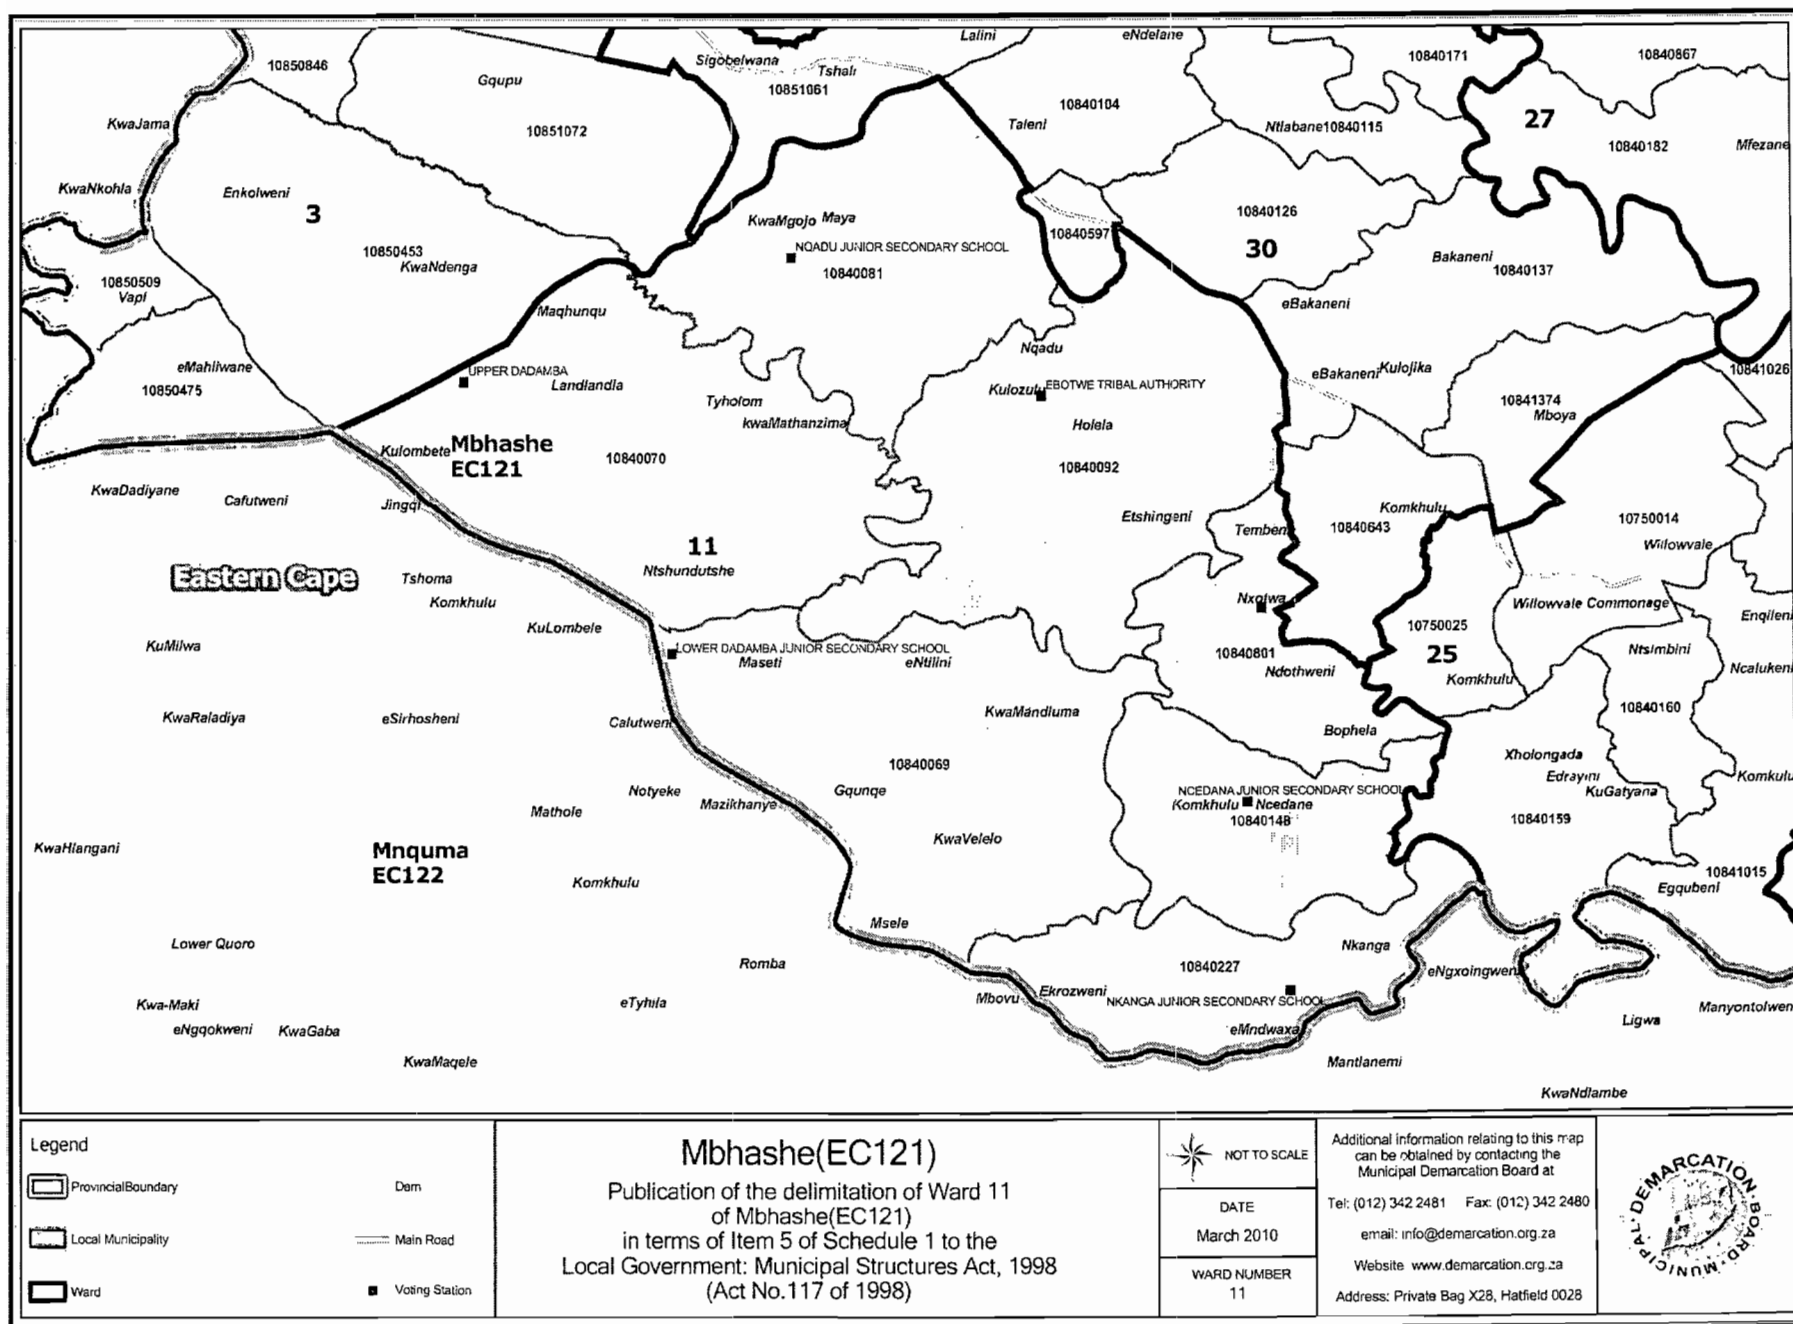 10850846
Gqupu
10851072
Sigobelwana
Tshali
10851061
Lalini
eNdelane
10840171
10840867
KwaJama
Taleni
10840104
Ntlabane10840115
27
10840182
Mfezane
KwaNkohla
Enkolweni
3
10850453
KwaNdenga
KwaMgojo Maya
NQADU JUNIOR SECONDARY SCHOOL
10840081
10840597
10840126
30
Bakaneni
10840137
10850509
Vapi
Maqhunqu
eBakaneni
eMahliwane
10850475
UPPER DADAMBA
Landlandla
Tyholom
kwaMathanzima
Nqadu
Kulozulu
EBOTWE TRIBAL AUTHORITY
Holela
10840092
eBakaneni
Kulojika
10841374
Mboya
10841026
Kulombete
Mbhashe
EC121
10840070
KwaDadiyane
Cafutweni
Jingqi
Etshingeni
Tembeni
10840643
Komkhulu
10750014
Willowvale
11
Ntshundutshe
Eastern Cape
Tshoma
Komkhulu
KuLombele
Nxolwa
Willowvale Commonage
Enqileni
KuMilwa
LOWER DADAMBA JUNIOR SECONDARY SCHOOL
Maseti
eNtilini
10840801
Ndothweni
10750025
25
Komkhulu
Ntsimbini
Ncalukeni
KwaRaladiya
eSirhosheni
Calutweni
KwaMandluma
Bophela
10840160
10840069
Xholongada
Edrayini
KuGatyana
Komkulu
Notyeke
Mazikhanye
Gqunqe
NCEDANA JUNIOR SECONDARY SCHOOL
Komkhulu
Ncedane
10840148
10840159
Mathole
KwaVelelo
KwaHlangani
Mnquma
EC122
Komkhulu
10841015
Egqubeni
Lower Quoro
Msele
Romba
Nkanga
10840227
eNgxoingweni
Kwa-Maki
eNgqokweni
KwaGaba
eTyhila
Mbovu
Ekrozweni
NKANGA JUNIOR SECONDARY SCHOOL
eMndwaxa
Ligwa
Manyontolwen
KwaMaqele
Mantlanemi
KwaNdlambe
Legend
ProvincialBoundary
Dam
Local Municipality
Main Road
Ward
Voting Station
Mbhashe(EC121)
Publication of the delimitation of Ward 11
of Mbhashe(EC121)
in terms of Item 5 of Schedule 1 to the
Local Government: Municipal Structures Act, 1998
(Act No.117 of 1998)
NOT TO SCALE
DATE
March 2010
WARD NUMBER
11
Additional information relating to this map
can be obtained by contacting the
Municipal Demarcation Board at
Tel: (012) 342 2481 Fax: (012) 342 2480
email: info@demarcation.org.za
Website www.demarcation.org.za
Address: Private Bag X28, Hatfield 0028
MUNICIPAL DEMARCATION BOARD